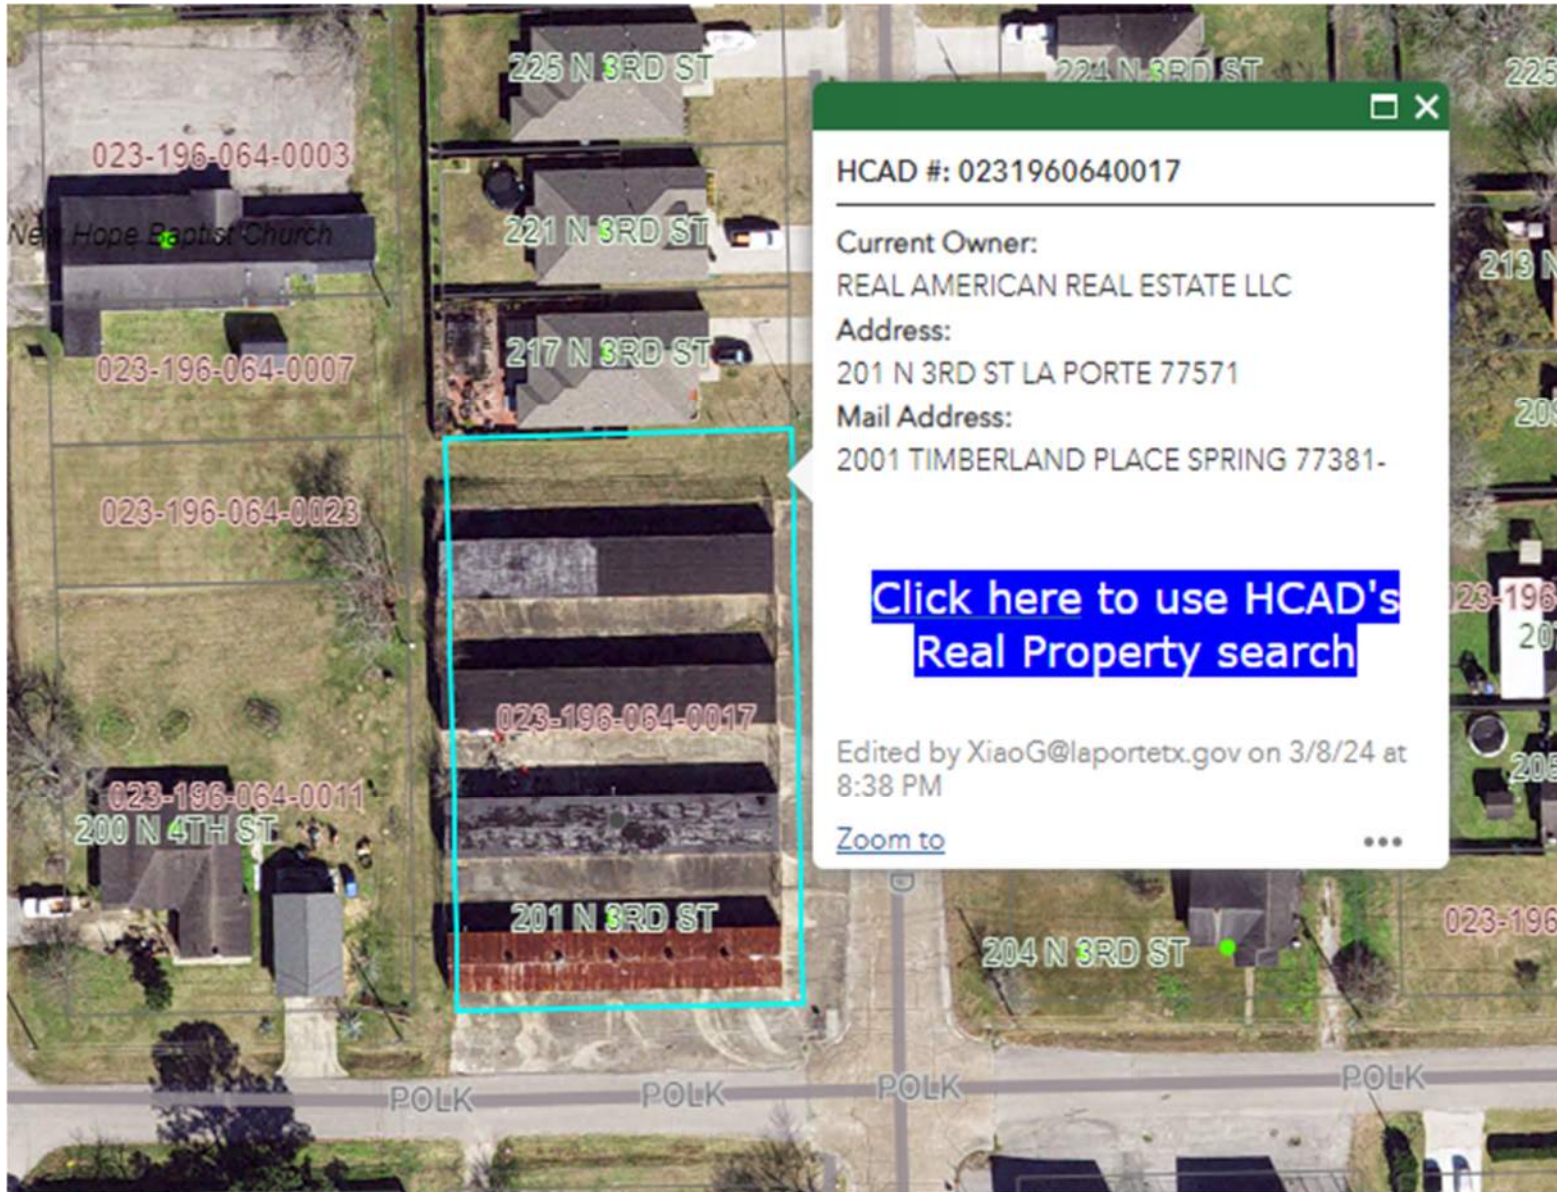 225 N 3RD ST
224 N 3RD ST
225
023-196-064-0003
New Hope Baptist Church
221 N 3RD ST
213 N
217 N 3RD ST
023-196-064-0007
023-196-064-0023
HCAD #: 0231960640017
Current Owner:
REAL AMERICAN REAL ESTATE LLC
Address:
201 N 3RD ST LA PORTE 77571
Mail Address:
2001 TIMBERLAND PLACE SPRING 77381-
Click here to use HCAD's
Real Property search
Edited by XiaoG@laportetx.gov on 3/8/24 at
8:38 PM
Zoom to
023-196-064-0017
023-196-064-0011
200 N 4TH ST
201 N 3RD ST
204 N 3RD ST
023-196
POLK
POLK
POLK
POLK